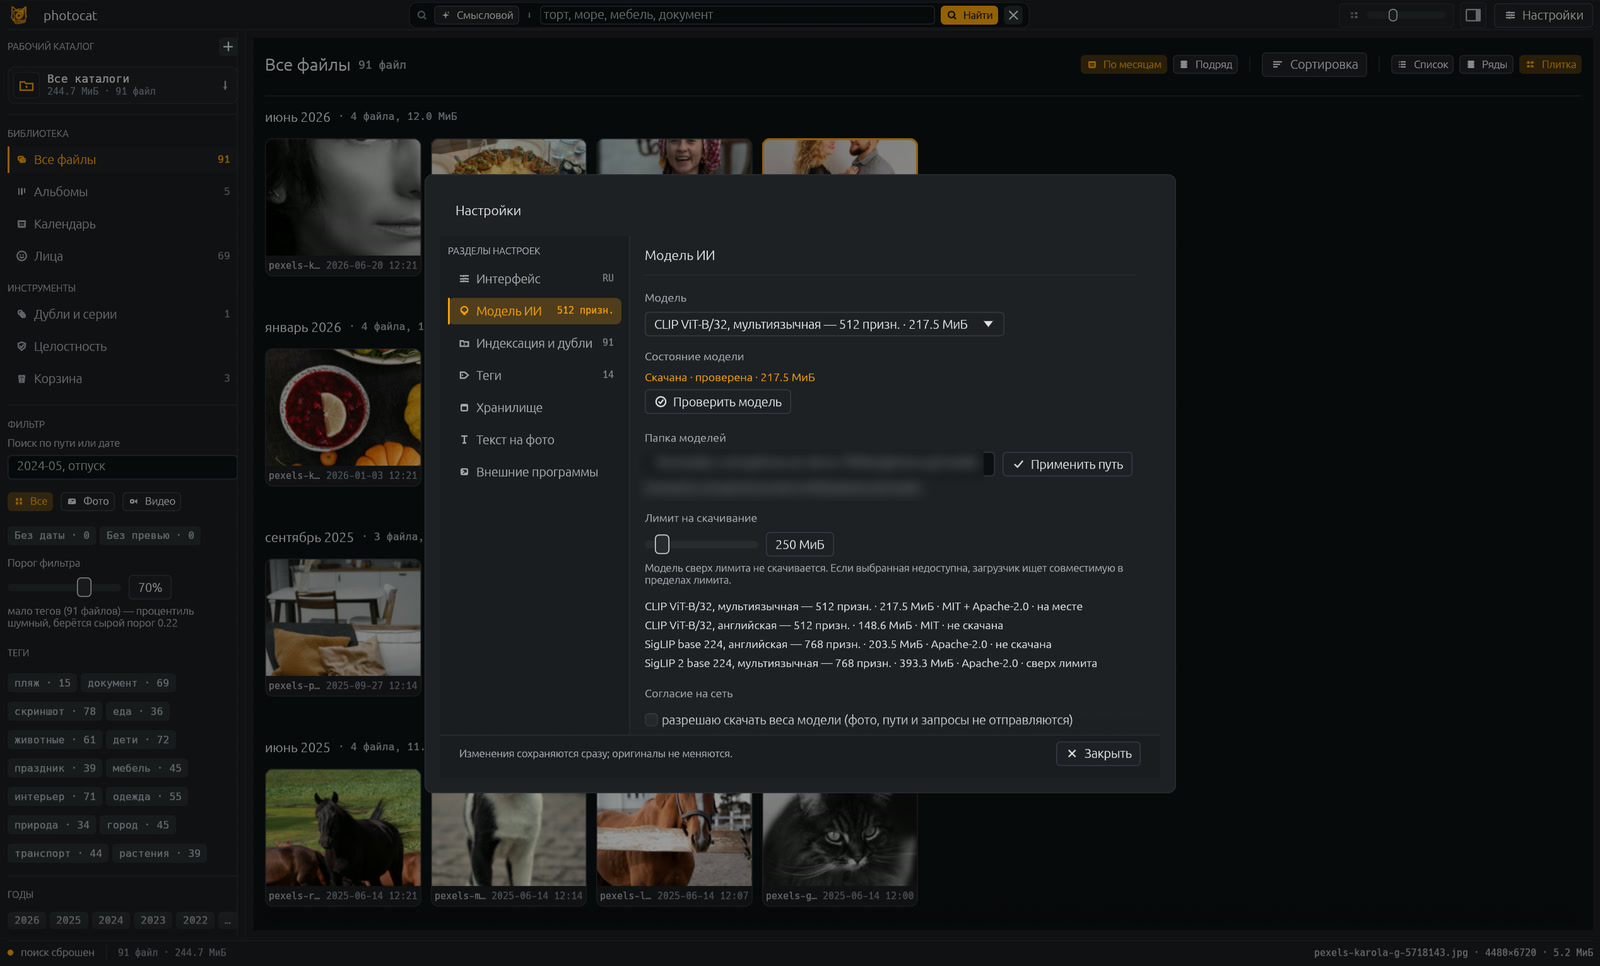 photocat
Смысловой
торт, море, мебель, документ
Найти
Настройки
РАБОЧИЙ КАТАЛОГ
Все каталоги
244.7 МиБ · 91 файл
БИБЛИОТЕКА
Все файлы 91
Альбомы 5
Календарь
Лица 69
ИНСТРУМЕНТЫ
Дубли и серии 1
Целостность
Корзина 3
ФИЛЬТР
Поиск по пути или дате
2024-05, отпуск
Все Фото Видео
Без даты · 0 Без превью · 0
Порог фильтра
70%
мало тегов (91 файлов) — процентиль
шумный, берётся сырой порог 0.22
ТЕГИ
пляж · 15 документ · 69
скриншот · 78 еда · 36
животные · 61 дети · 72
праздник · 39 мебель · 45
интерьер · 71 одежда · 55
природа · 34 город · 45
транспорт · 44 растения · 39
ГОДЫ
2026 2025 2024 2023 2022 …
Все файлы 91 файл
По месяцам Подряд Сортировка Список Ряды Плитка
июнь 2026 · 4 файла, 12.0 МиБ
pexels-k… 2026-06-20 12:21
январь 2026 · 4 файла, 1
pexels-k… 2026-01-03 12:21
сентябрь 2025 · 3 файла,
pexels-p… 2025-09-27 12:14
июнь 2025 · 4 файла, 11.
pexels-r… 2025-06-14 12:21
pexels-m… 2025-06-14 12:14
pexels-l… 2025-06-14 12:07
pexels-g… 2025-06-14 12:00
Настройки
РАЗДЕЛЫ НАСТРОЕК
Интерфейс RU
Модель ИИ 512 призн.
Индексация и дубли 91
Теги 14
Хранилище
Текст на фото
Внешние программы
Модель ИИ
Модель
CLIP ViT-B/32, мультиязычная — 512 призн. · 217.5 МиБ
Состояние модели
Скачана · проверена · 217.5 МиБ
Проверить модель
Папка моделей
Применить путь
Лимит на скачивание
250 МиБ
Модель сверх лимита не скачивается. Если выбранная недоступна, загрузчик ищет совместимую в
пределах лимита.
CLIP ViT-B/32, мультиязычная — 512 призн. · 217.5 МиБ · MIT + Apache-2.0 · на месте
CLIP ViT-B/32, английская — 512 призн. · 148.6 МиБ · MIT · не скачана
SigLIP base 224, английская — 768 призн. · 203.5 МиБ · Apache-2.0 · не скачана
SigLIP 2 base 224, мультиязычная — 768 призн. · 393.3 МиБ · Apache-2.0 · сверх лимита
Согласие на сеть
разрешаю скачать веса модели (фото, пути и запросы не отправляются)
Изменения сохраняются сразу; оригиналы не меняются.
Закрыть
поиск сброшен 91 файл · 244.7 МиБ
pexels-karola-g-5718143.jpg · 4480×6720 · 5.2 МиБ